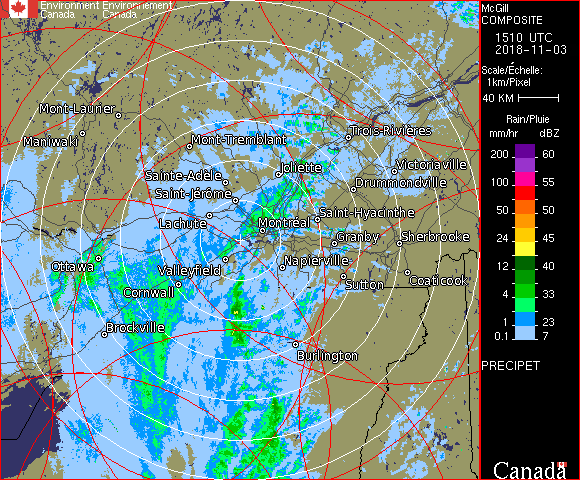 Environment Environnement
Canada Canada
McGill
COMPOSITE
1510 UTC
2018-11-03
Scale/Échelle:
1km/Pixel
40 KM
Rain/Pluie
mm/hr dBZ
200 60
100 55
50 50
24 45
12 40
4 33
1 23
0.1 7
PRECIPET
Canada
Mont-Laurier
Maniwaki
Mont-Tremblant
Trois-Rivières
Sainte-Adèle
Joliette
Victoriaville
Saint-Jérôme
Drummondville
Lachute
Saint-Hyacinthe
Montréal
Granby
Sherbrooke
Ottawa
Valleyfield
Napierville
Cornwall
Sutton
Coaticook
Brockville
Burlington